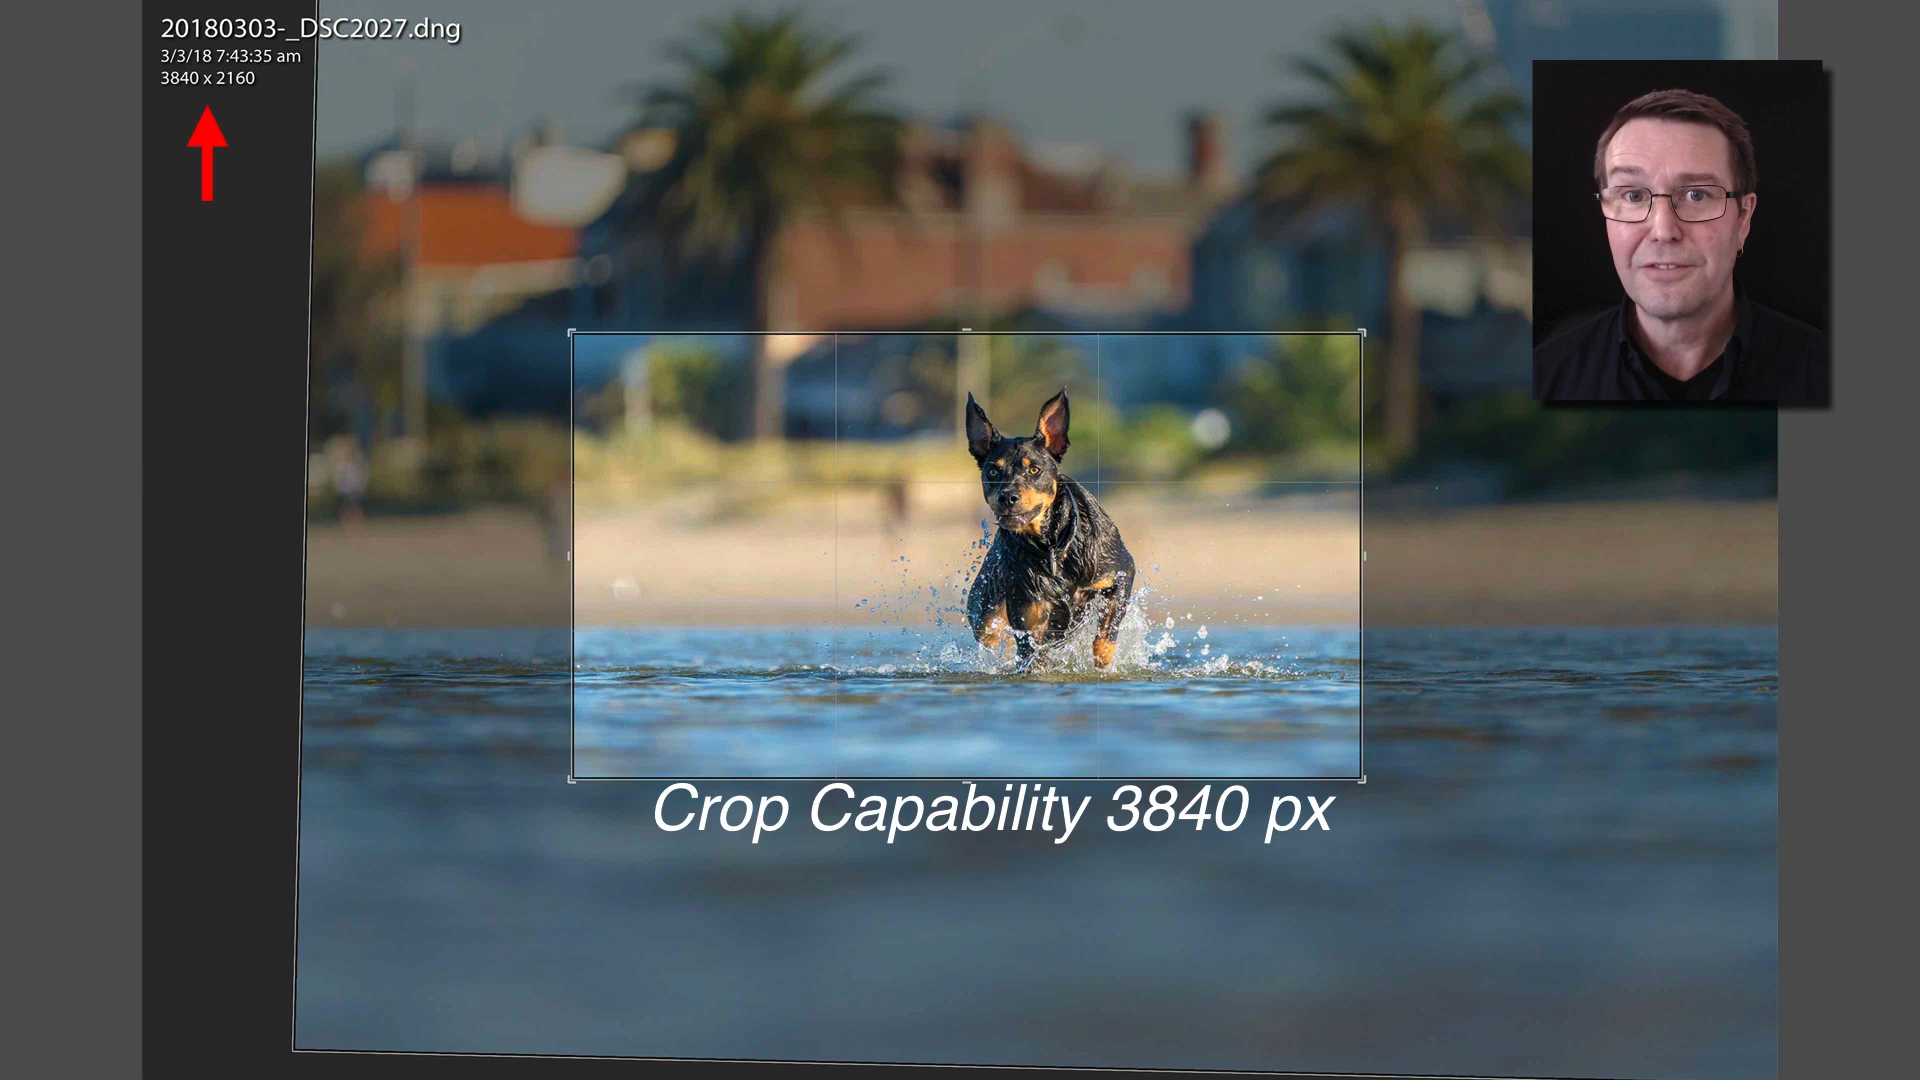 20180303-_DSC2027.dng
3/3/18 7:43:35 am
3840 x 2160
Crop Capability 3840 px